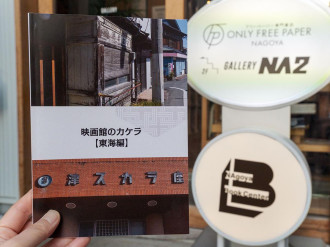 映画館のカケラ
【東海編】
ONLY FREE PAPER
NAGOYA
GALLERY NAZ
NAgoya
Book Center